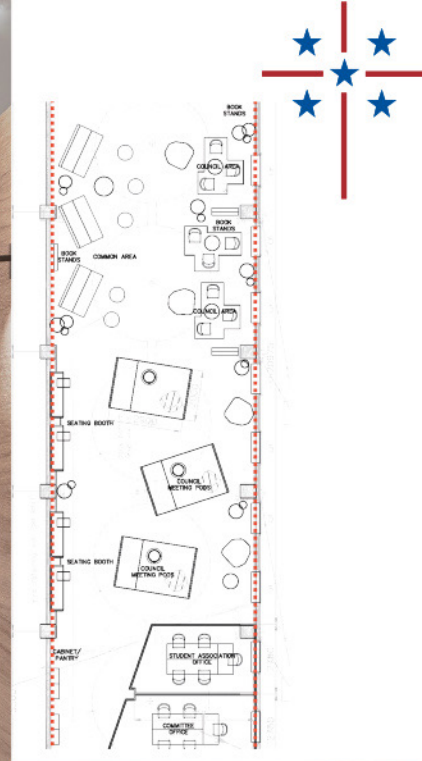 BOOK
STANDS
COUNCIL AREA
BOOK
STANDS
BOOK
STANDS
COMMON AREA
COUNCIL AREA
SEATING BOOTH
COUNCIL
MEETING PODS
SEATING BOOTH
COUNCIL
MEETING PODS
CABINET/
PANTRY
STUDENT ASSOCIATION
OFFICE
COMMITTEE
OFFICE